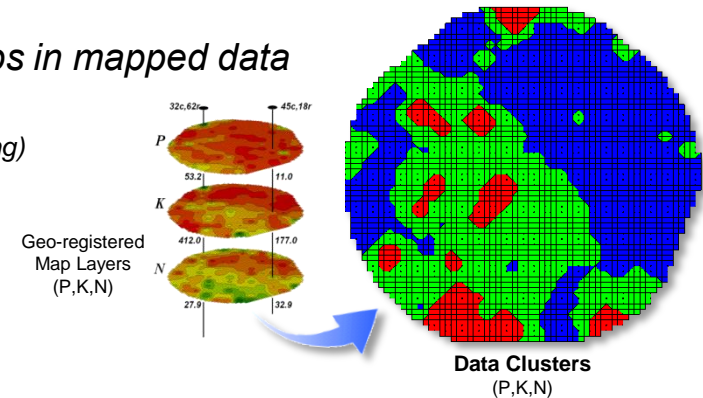 ps in mapped data
ng)
32c,62r 45c,18r
P
53.2 11.0
K
412.0 177.0
N
27.9 32.9
Geo-registered
Map Layers
(P,K,N)
Data Clusters
(P,K,N)